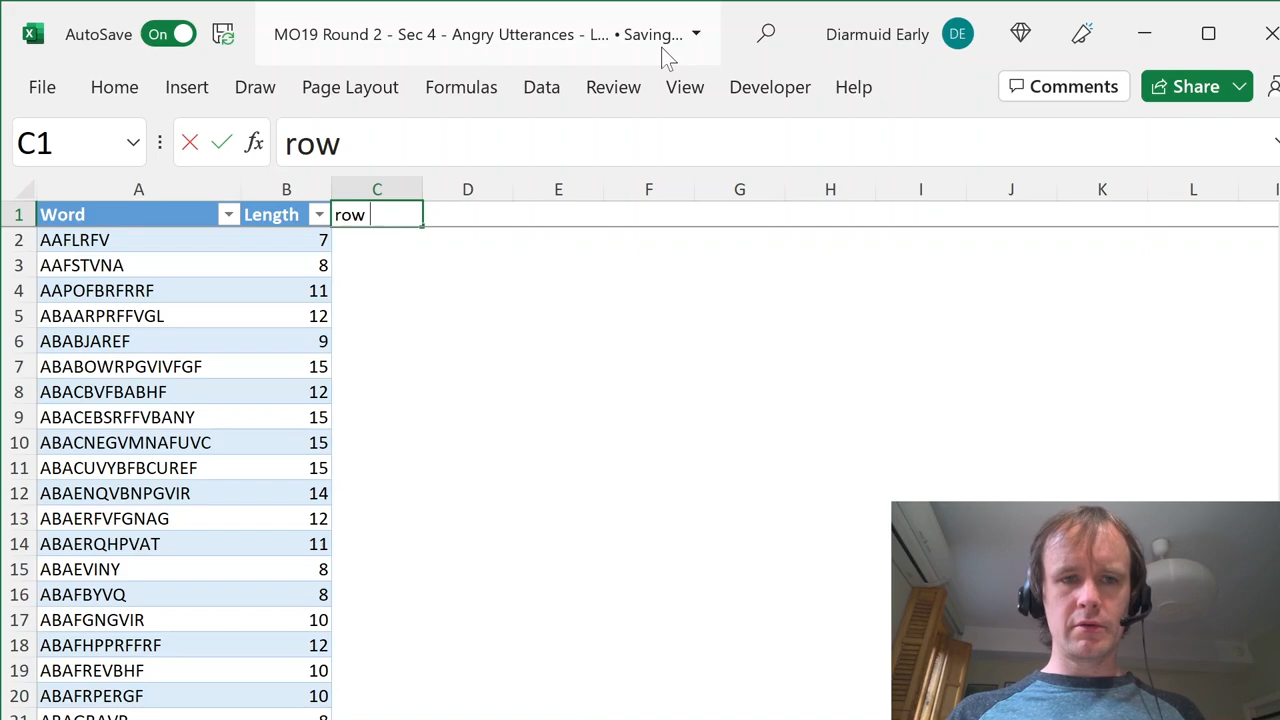 AutoSave On MO19 Round 2 - Sec 4 - Angry Utterances - L... • Saving... Diarmuid Early DE
File Home Insert Draw Page Layout Formulas Data Review View Developer Help Comments Share
C1 fx row
A B C D E F G H I J K L
1 Word Length row
2 AAFLRFV 7
3 AAFSTVNA 8
4 AAPOFBRFRRF 11
5 ABAARPRFFVGL 12
6 ABABJAREF 9
7 ABABOWRPGVIVFGF 15
8 ABACBVFBABHF 12
9 ABACEBSRFFVBANY 15
10 ABACNEGVMNAFUVC 15
11 ABACUVYBFBCUREF 15
12 ABAENQVBNPGVIR 14
13 ABAERFVFGNAG 12
14 ABAERQHPVAT 11
15 ABAEVINY 8
16 ABAFBYVQ 8
17 ABAFGNGVIR 10
18 ABAFHPPRFFRF 12
19 ABAFREVBHF 10
20 ABAFRPERGF 10